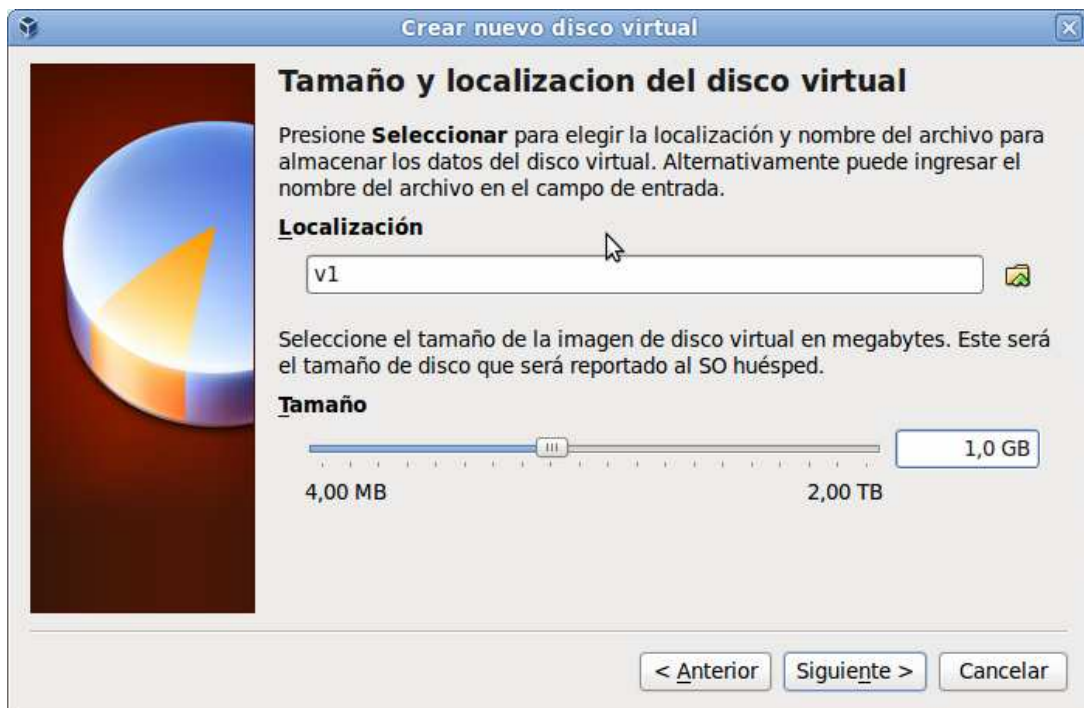 Crear nuevo disco virtual
Tamaño y localizacion del disco virtual
Presione Seleccionar para elegir la localización y nombre del archivo para
almacenar los datos del disco virtual. Alternativamente puede ingresar el
nombre del archivo en el campo de entrada.
Localización
v1
Seleccione el tamaño de la imagen de disco virtual en megabytes. Este será
el tamaño de disco que será reportado al SO huésped.
Tamaño
1,0 GB
4,00 MB 2,00 TB
< Anterior Siguiente > Cancelar